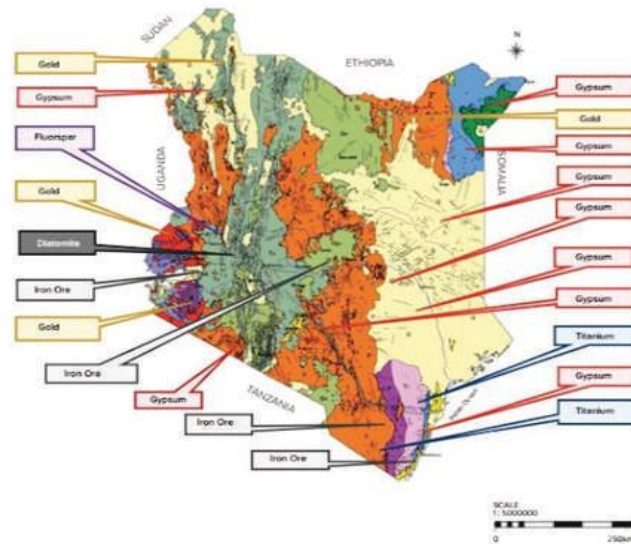 SUDAN
ETHIOPIA
N
Gold
Gypsum
Fluorsper
UGANDA
Gold
Diatomite
Iron Ore
Gold
Iron Ore
Gypsum
TANZANIA
Iron Ore
Iron Ore
Gypsum
Gold
Gypsum
SOMALIA
Gypsum
Gypsum
Gypsum
Gypsum
Titanium
Gypsum
Titanium
SCALE
1: 5000000
0 250km